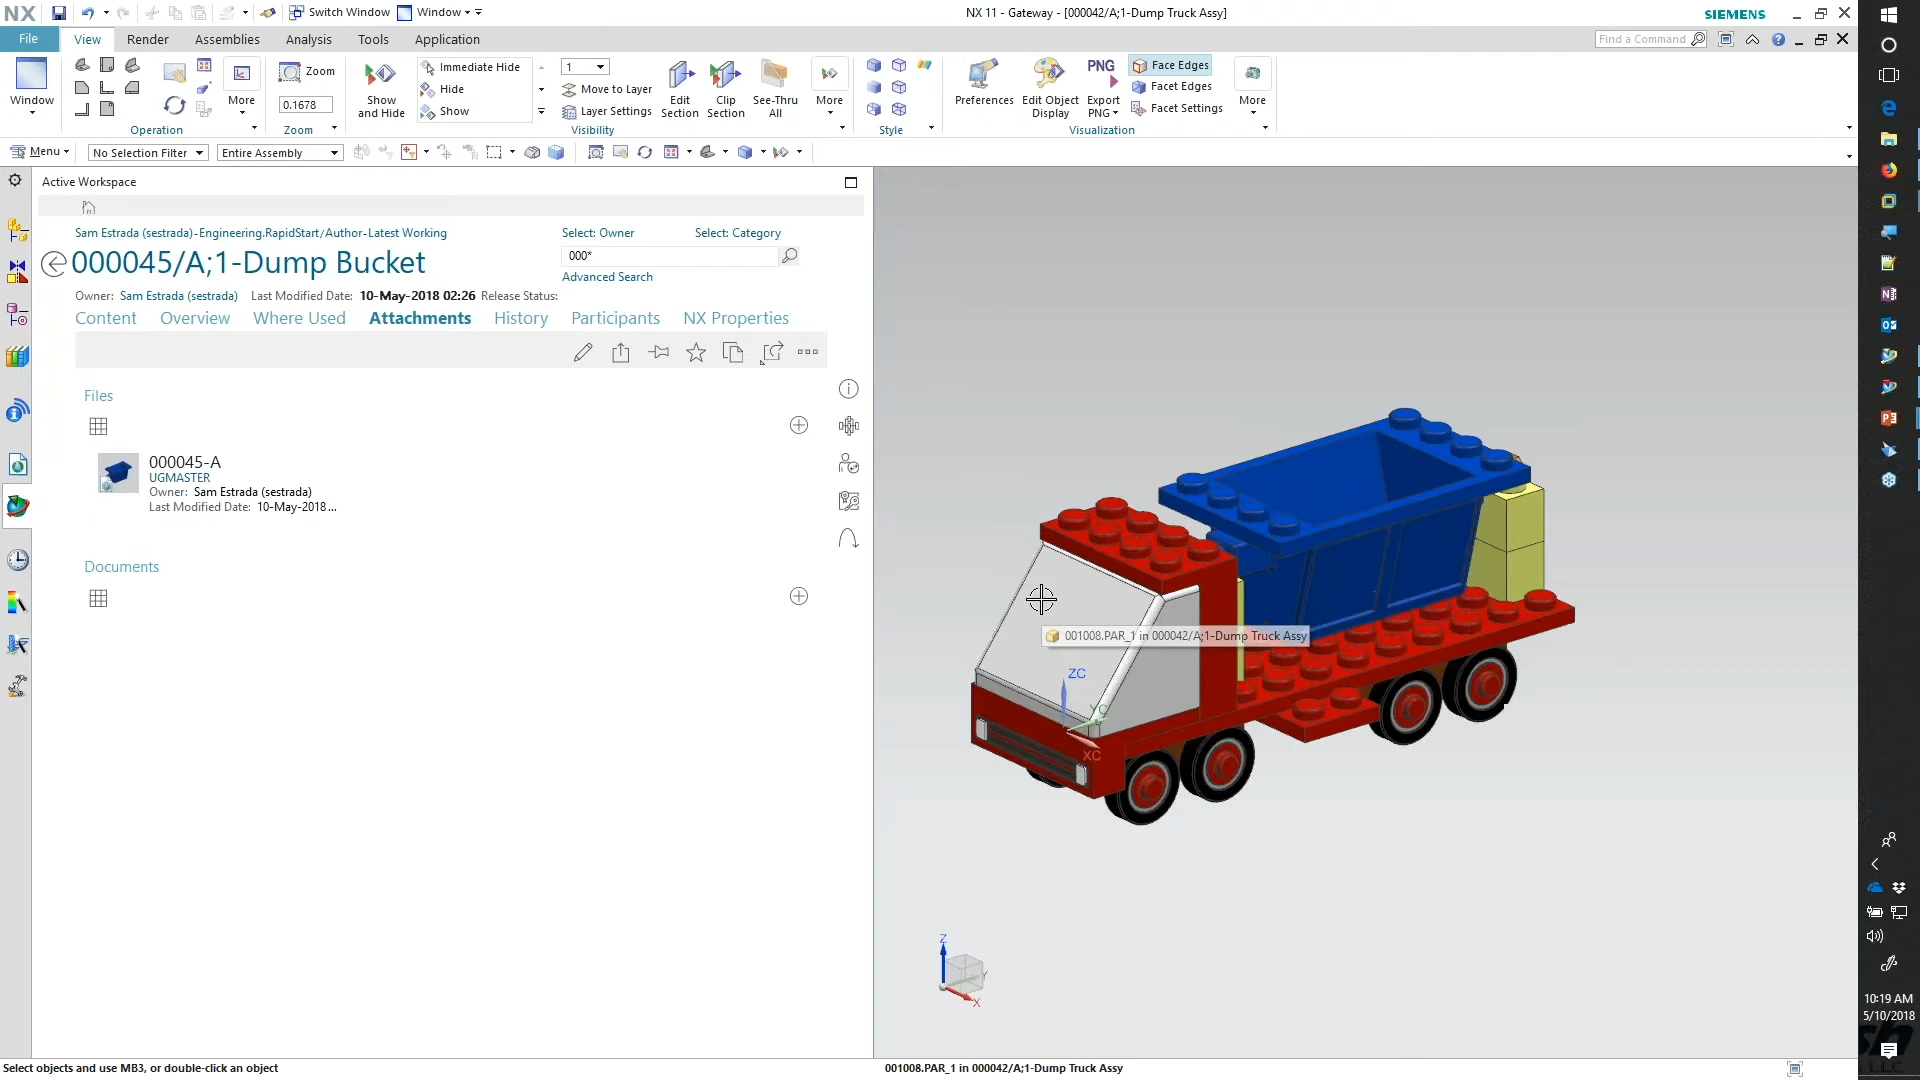 NX
Switch Window
Window
NX 11 - Gateway - [000042/A;1-Dump Truck Assy]
SIEMENS
File
View
Render
Assemblies
Analysis
Tools
Application
Find a Command
Window
More
Operation
Zoom
0.1678
Zoom
Show
and Hide
Immediate Hide
Hide
Show
1
Move to Layer
Layer Settings
Visibility
Edit
Section
Clip
Section
See-Thru
All
More
Style
Preferences
Edit Object
Display
PNG
Export
PNG
Face Edges
Facet Edges
Facet Settings
Visualization
More
Menu
No Selection Filter
Entire Assembly
Active Workspace
Sam Estrada (sestrada)-Engineering.RapidStart/Author-Latest Working
Select: Owner
Select: Category
000045/A;1-Dump Bucket
000*
Advanced Search
Owner: Sam Estrada (sestrada) Last Modified Date: 10-May-2018 02:26 Release Status:
Content
Overview
Where Used
Attachments
History
Participants
NX Properties
Files
000045-A
UGMASTER
Owner: Sam Estrada (sestrada)
Last Modified Date: 10-May-2018...
Documents
001008.PAR_1 in 000042/A;1-Dump Truck Assy
ZC
YC
XC
Z
Y
X
10:19 AM
5/10/2018
Select objects and use MB3, or double-click an object
001008.PAR_1 in 000042/A;1-Dump Truck Assy